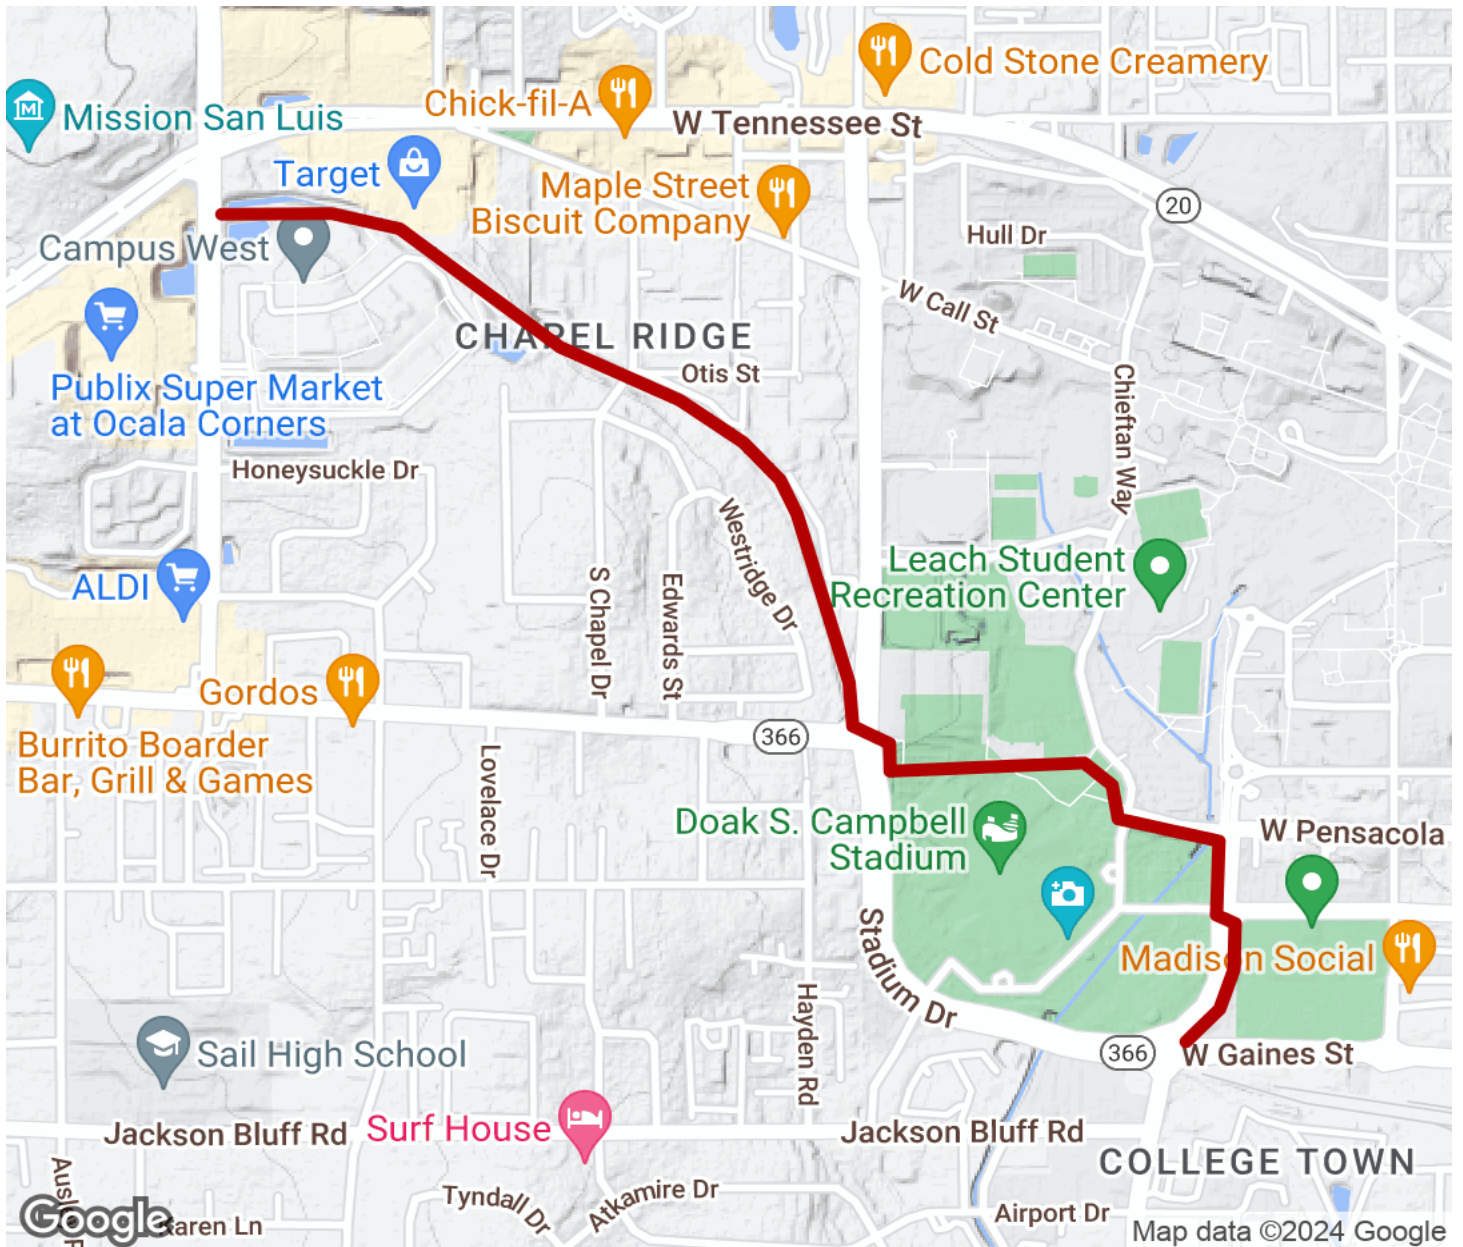 Cold Stone Creamery
Chick-fil-A
Mission San Luis
W Tennessee St
Target
Maple Street
Biscuit Company
20
Hull Dr
Campus West
W Call St
CHAPEL RIDGE
Otis St
Publix Super Market
at Ocala Corners
Chieftan Way
Honeysuckle Dr
Westridge Dr
Leach Student
Recreation Center
ALDI
S Chapel Dr
Edwards St
Gordos
366
Burrito Boarder
Bar, Grill & Games
Lovelace Dr
Doak S. Campbell
Stadium
W Pensacola
Stadium Dr
Madison Social
Hayden Rd
Sail High School
366
W Gaines St
Jackson Bluff Rd
Surf House
Jackson Bluff Rd
COLLEGE TOWN
Tyndall Dr
Atkamire Dr
Airport Dr
Google
Karen Ln
Map data ©2024 Google